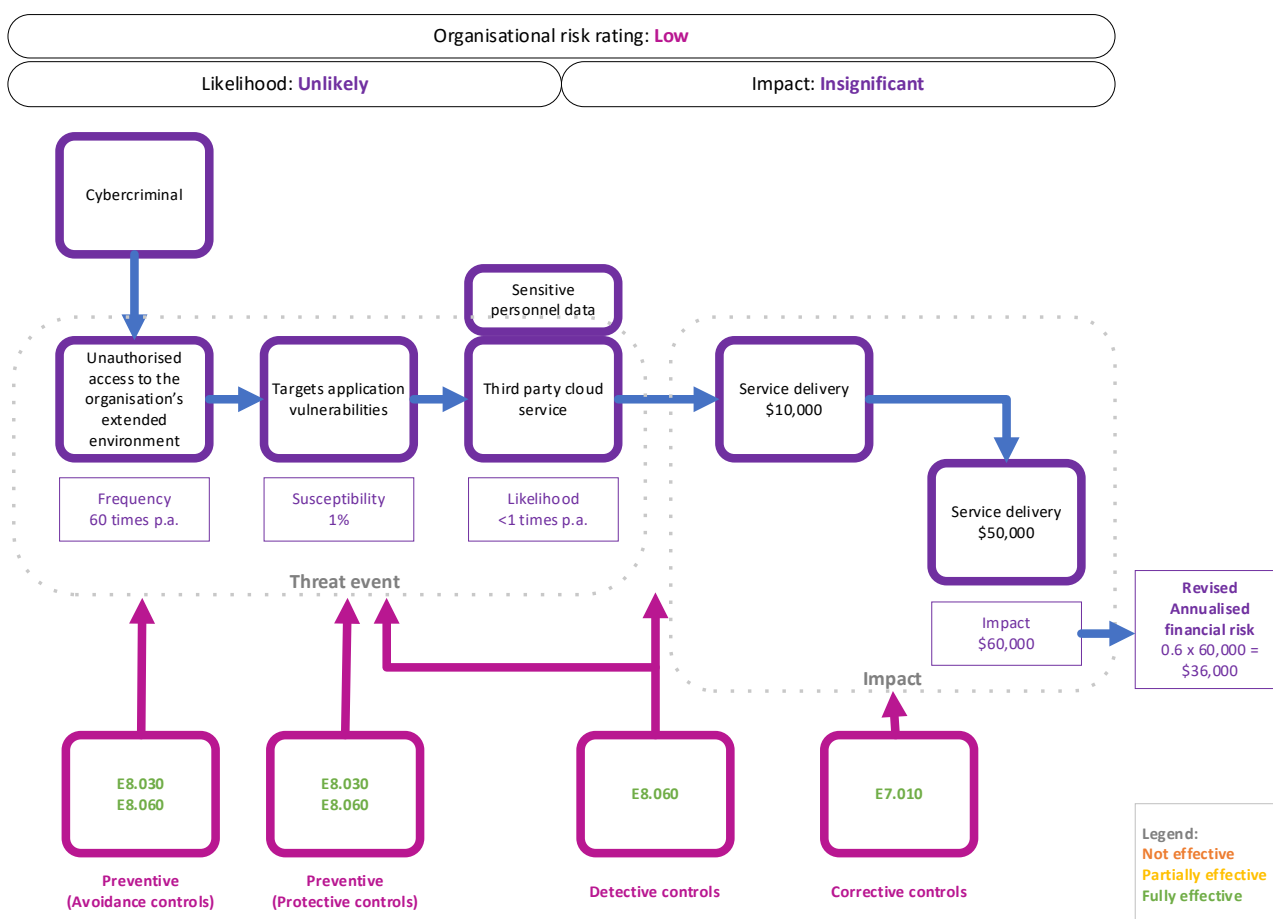 Organisational risk rating: Low
Likelihood: Unlikely
Impact: Insignificant
Cybercriminal
Sensitive
personnel data
Unauthorised
access to the
organisation’s
extended
environment
Targets application
vulnerabilities
Third party cloud
service
Service delivery
$10,000
Service delivery
$50,000
Frequency
60 times p.a.
Susceptibility
1%
Likelihood
<1 times p.a.
Threat event
Impact
$60,000
Revised
Annualised
financial risk
0.6 x 60,000 =
$36,000
Impact
E8.030
E8.060
E8.030
E8.060
E8.060
E7.010
Preventive
(Avoidance controls)
Preventive
(Protective controls)
Detective controls
Corrective controls
Legend:
Not effective
Partially effective
Fully effective